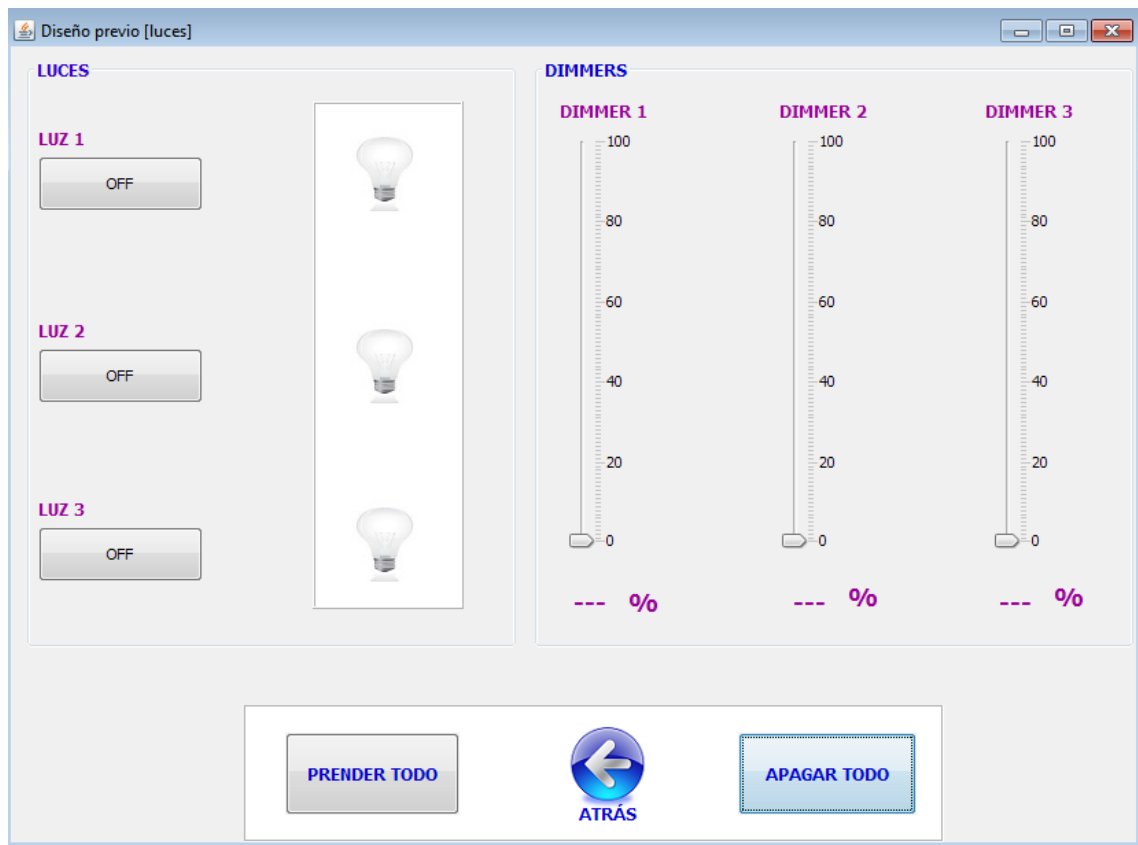 Diseño previo [luces]
LUCES
LUZ 1
OFF
LUZ 2
OFF
LUZ 3
OFF
DIMMERS
DIMMER 1
100
80
60
40
20
0
--- %
DIMMER 2
100
80
60
40
20
0
--- %
DIMMER 3
100
80
60
40
20
0
--- %
PRENDER TODO
ATRÁS
APAGAR TODO